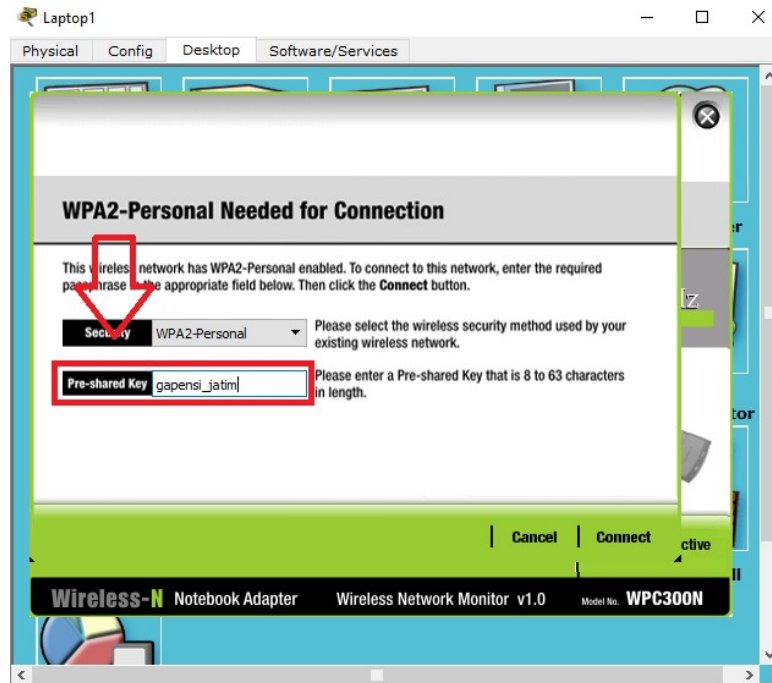 Laptop1
Physical Config Desktop Software/Services
WPA2-Personal Needed for Connection
This wireless network has WPA2-Personal enabled. To connect to this network, enter the required
passphrase in the appropriate field below. Then click the Connect button.
Security WPA2-Personal Please select the wireless security method used by your
existing wireless network.
Pre-shared Key gapensi_jatim Please enter a Pre-shared Key that is 8 to 63 characters
in length.
Cancel Connect
Wireless-N Notebook Adapter Wireless Network Monitor v1.0 Model No. WPC300N